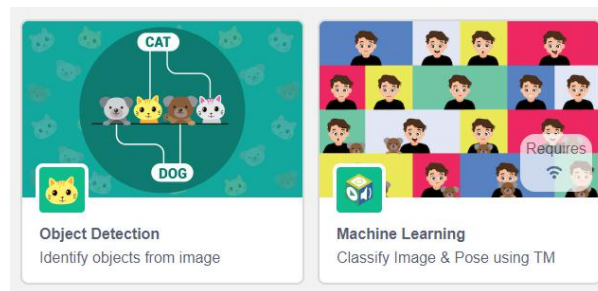 CAT
DOG
Object Detection
Identify objects from image
Requires
Machine Learning
Classify Image & Pose using TM